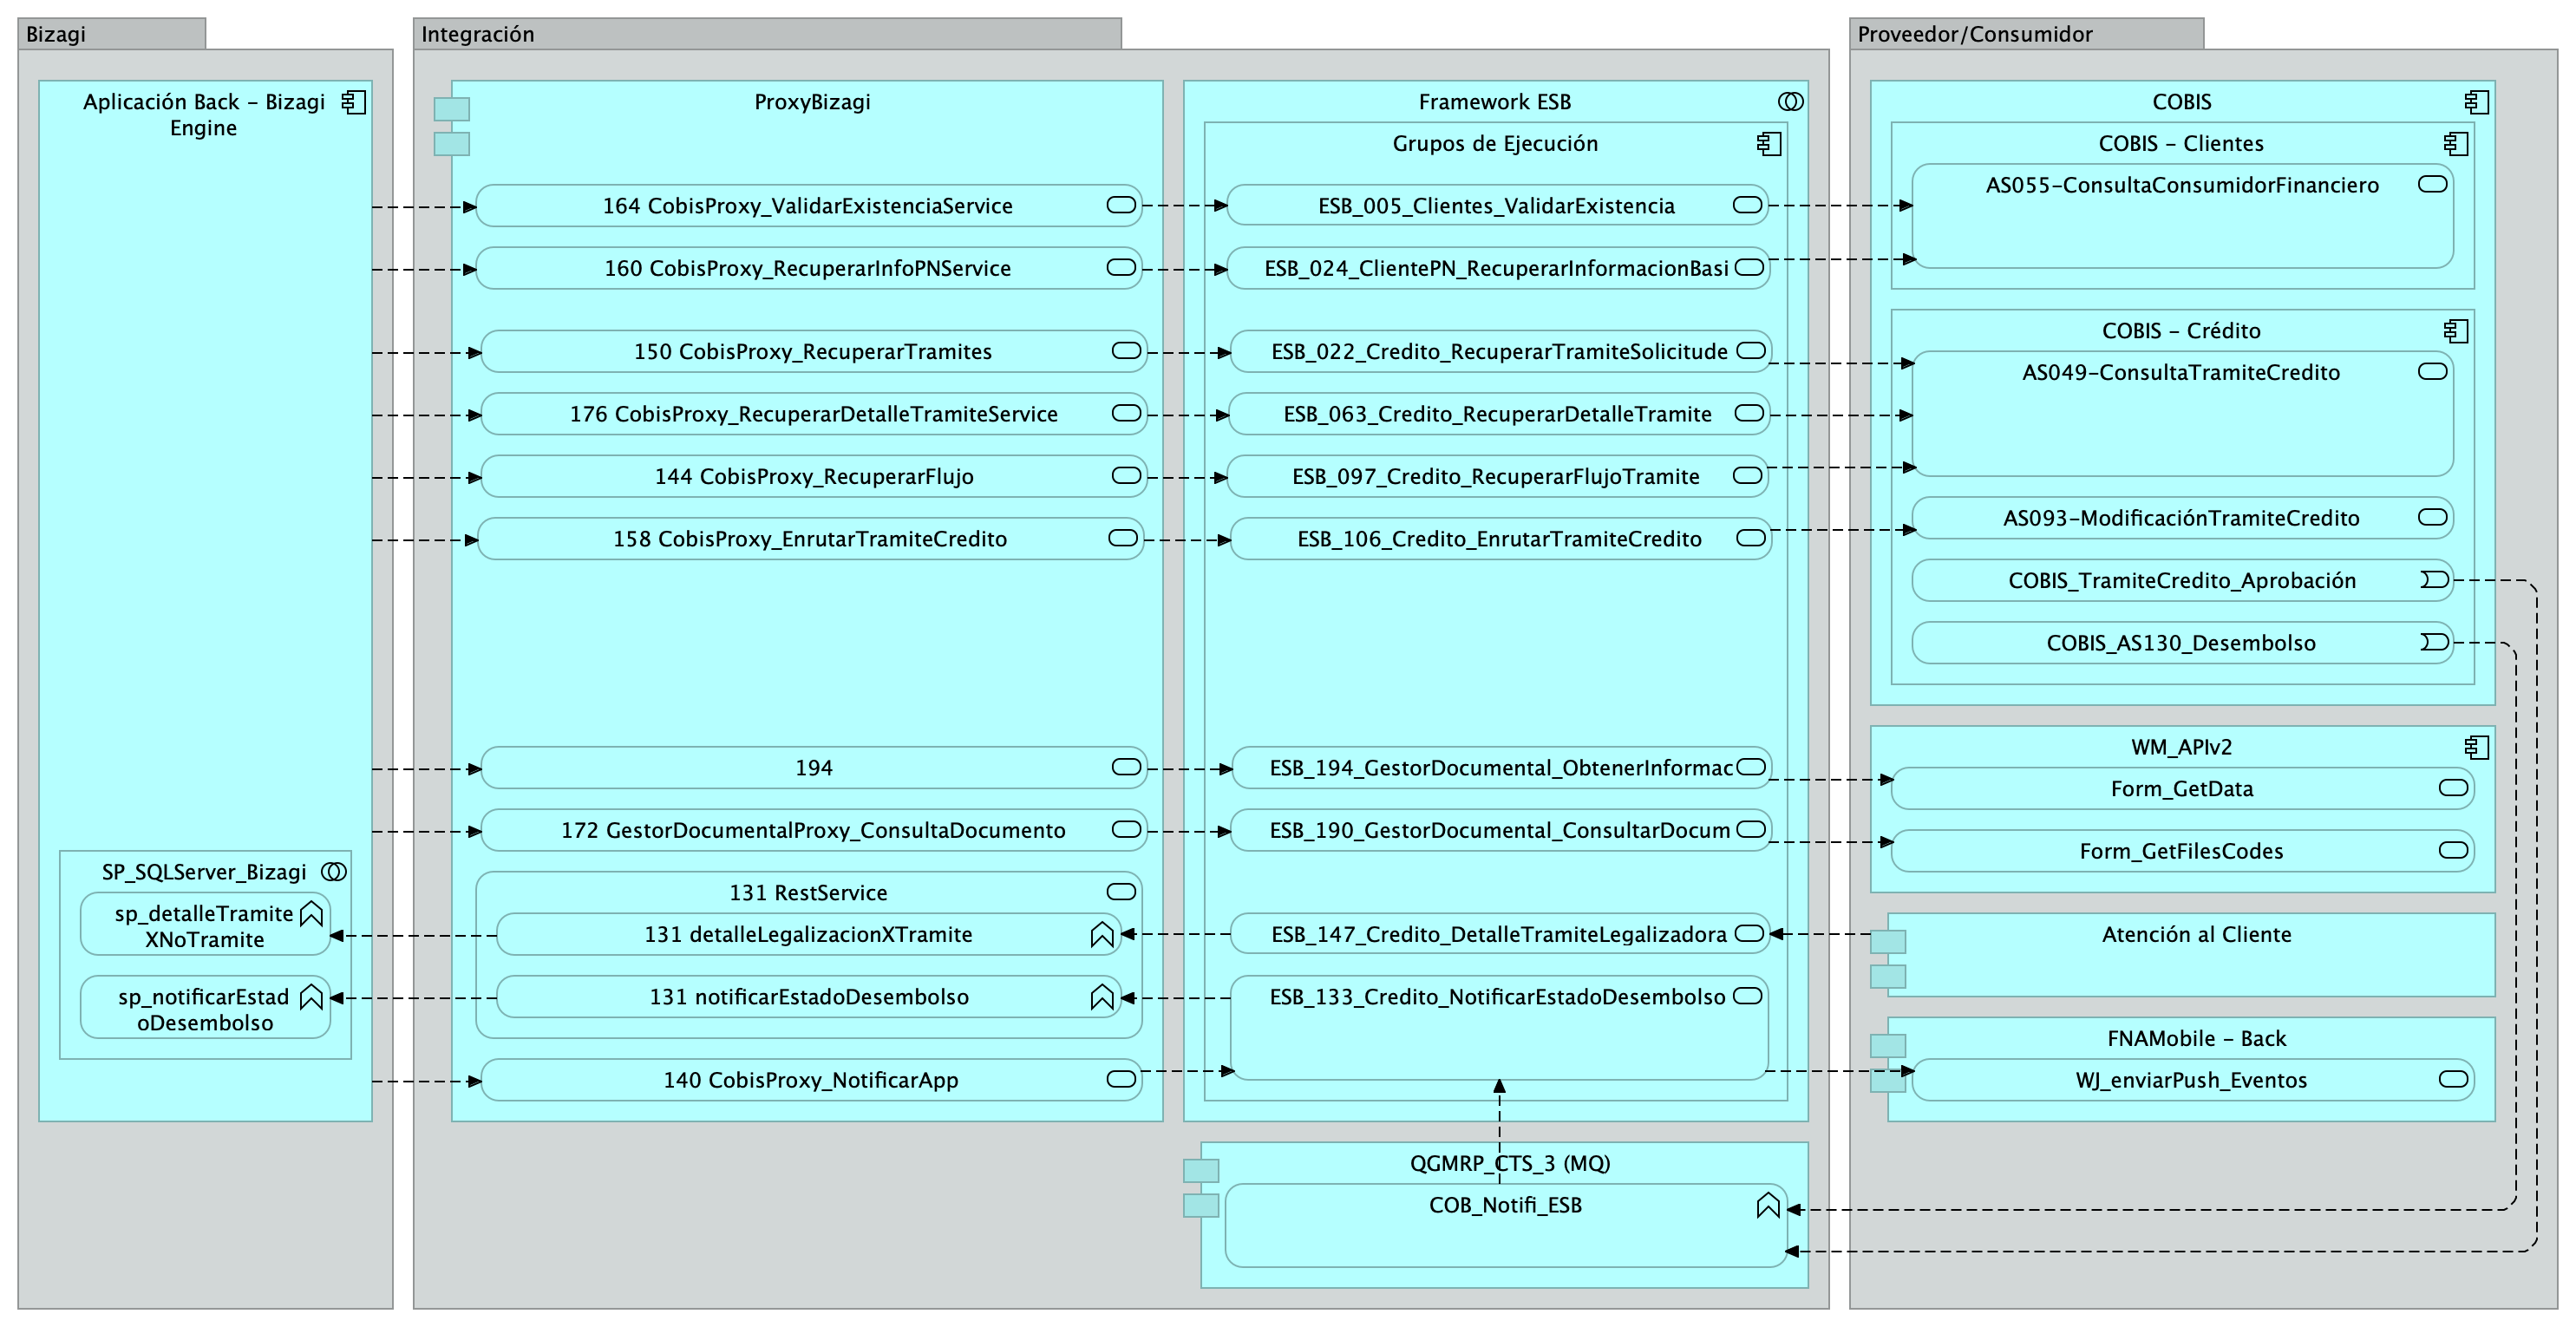 Bizagi
Aplicación Back - Bizagi
Engine
SP_SQLServer_Bizagi
sp_detalleTramite
XNoTramite
sp_notificarEstad
oDesembolso
Integración
ProxyBizagi
164 CobisProxy_ValidarExistenciaService
160 CobisProxy_RecuperarInfoPNService
150 CobisProxy_RecuperarTramites
176 CobisProxy_RecuperarDetalleTramiteService
144 CobisProxy_RecuperarFlujo
158 CobisProxy_EnrutarTramiteCredito
194
172 GestorDocumentalProxy_ConsultaDocumento
131 RestService
131 detalleLegalizacionXTramite
131 notificarEstadoDesembolso
140 CobisProxy_NotificarApp
Framework ESB
Grupos de Ejecución
ESB_005_Clientes_ValidarExistencia
ESB_024_ClientePN_RecuperarInformacionBasi
ESB_022_Credito_RecuperarTramiteSolicitude
ESB_063_Credito_RecuperarDetalleTramite
ESB_097_Credito_RecuperarFlujoTramite
ESB_106_Credito_EnrutarTramiteCredito
ESB_194_GestorDocumental_ObtenerInformac
ESB_190_GestorDocumental_ConsultarDocum
ESB_147_Credito_DetalleTramiteLegalizadora
ESB_133_Credito_NotificarEstadoDesembolso
QGMRP_CTS_3 (MQ)
COB_Notifi_ESB
Proveedor/Consumidor
COBIS
COBIS - Clientes
AS055-ConsultaConsumidorFinanciero
COBIS - Crédito
AS049-ConsultaTramiteCredito
AS093-ModificaciónTramiteCredito
COBIS_TramiteCredito_Aprobación
COBIS_AS130_Desembolso
WM_APIv2
Form_GetData
Form_GetFilesCodes
Atención al Cliente
FNAMobile - Back
WJ_enviarPush_Eventos